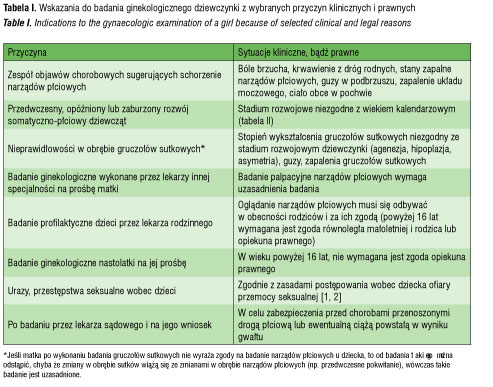 Tabela I. Wskazania do badania ginekologicznego dziewczynki z wybranych przyczyn klinicznych i prawnych
Table I. Indications to the gynaecologic examination of a girl because of selected clinical and legal reasons
Przyczyna
Sytuacje kliniczne, bądź prawne
Zespół objawów chorobowych sugerujących schorzenie
narządów płciowych
Bóle brzucha, krwawienie z dróg rodnych, stany zapalne
narządów płciowych, guzy w podbrzuszu, zapalenie układu
moczowego, ciało obce w pochwie
Przedwczesny, opóźniony lub zaburzony rozwój
somatyczno-płciowy dziewcząt
Stadium rozwojowe niezgodne z wiekiem kalendarzowym
(tabela II)
Nieprawidłowości w obrębie gruczołów sutkowych*
Stopień wykształcenia gruczołów sutkowych niezgodny ze
stadium rozwojowym dziewczynki (agenezja, hipoplazja,
asymetria), guzy, zapalenia gruczołów sutkowych
Badanie ginekologiczne wykonane przez lekarzy innej
specjalności na prośbę matki
Badanie palpacyjne narządów płciowych wymaga
uzasadnienia badania
Badanie profilaktyczne dzieci przez lekarza rodzinnego
Oglądanie narządów płciowych musi się odbywać
w obecności rodziców i za ich zgodą (powyżej 16 lat
wymagana jest zgoda równoległa małoletniej i rodzica lub
opiekuna prawnego)
Badanie ginekologiczne nastolatki na jej prośbę
W wieku powyżej 16 lat, nie wymagana jest zgoda opiekuna
prawnego
Urazy, przestępstwa seksualne wobec dzieci
Zgodnie z zasadami postępowania wobec dziecka ofiary
przemocy seksualnej [1, 2]
Po badaniu przez lekarza sądowego i na jego wniosek
W celu zabezpieczenia przed chorobami przenoszonymi
drogą płciową lub ewentualną ciążą powstałą w wyniku
gwałtu
*Jeśli matka po wykonaniu badania gruczołów sutkowych nie wyraża zgody na badanie narządów płciowych u dziecka, to od badania t aki można
odstąpić, chyba że zmiany w obrębie sutków wiążą się ze zmianami w obrębie narządów płciowych (np. przedwczesne pokwitanie), wówczas takie
badanie jest uzasadnione.